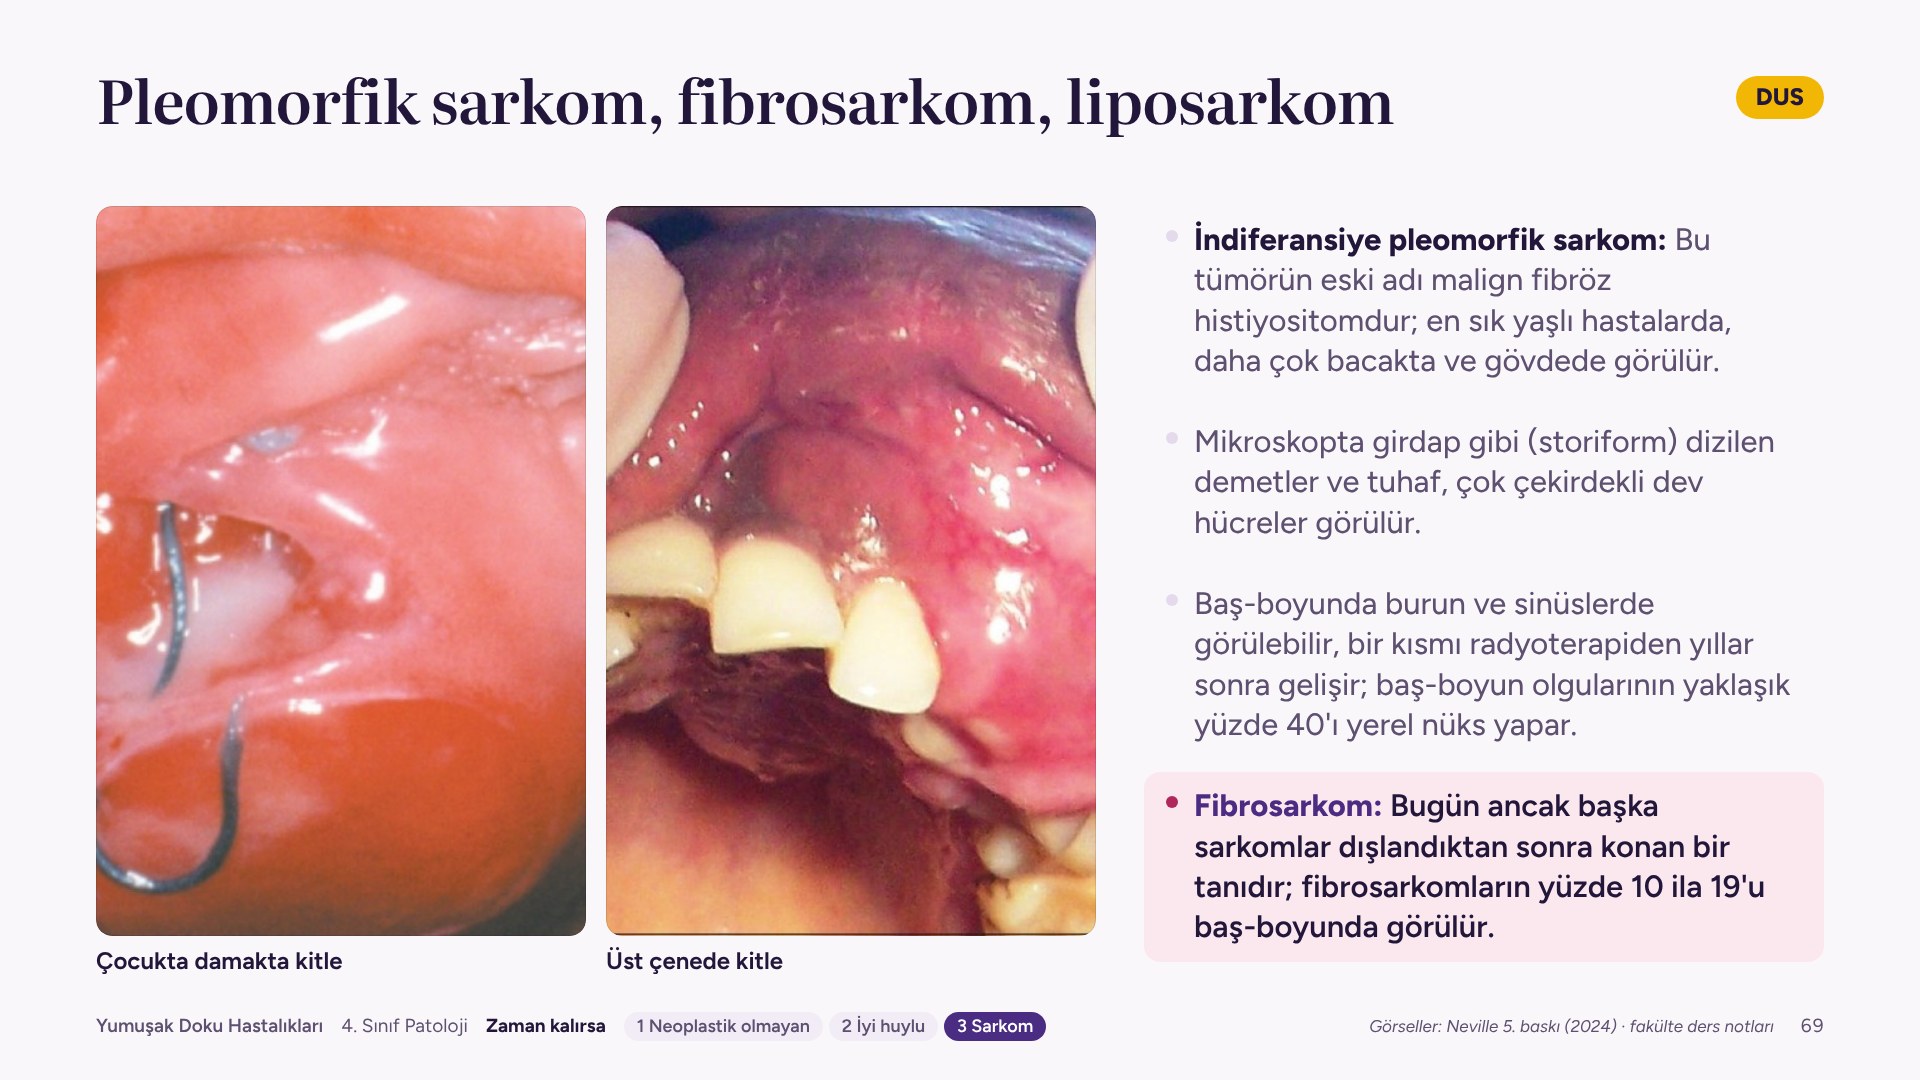 Pleomorfik sarkom, fibrosarkom, liposarkom
DUS
Çocukta damakta kitle
Üst çenede kitle
İndiferansiye pleomorfik sarkom: Bu
tümörün eski adı malign fibröz
histiyositomdur; en sık yaşlı hastalarda,
daha çok bacakta ve gövdede görülür.
Mikroskopta girdap gibi (storiform) dizilen
demetler ve tuhaf, çok çekirdekli dev
hücreler görülür.
Baş-boyunda burun ve sinüslerde
görülebilir, bir kısmı radyoterapiden yıllar
sonra gelişir; baş-boyun olgularının yaklaşık
yüzde 40'ı yerel nüks yapar.
Fibrosarkom: Bugün ancak başka
sarkomlar dışlandıktan sonra konan bir
tanıdır; fibrosarkomların yüzde 10 ila 19'u
baş-boyunda görülür.
Yumuşak Doku Hastalıkları 4. Sınıf Patoloji Zaman kalırsa 1 Neoplastik olmayan 2 İyi huylu 3 Sarkom
Görseller: Neville 5. baskı (2024) · fakülte ders notları 69